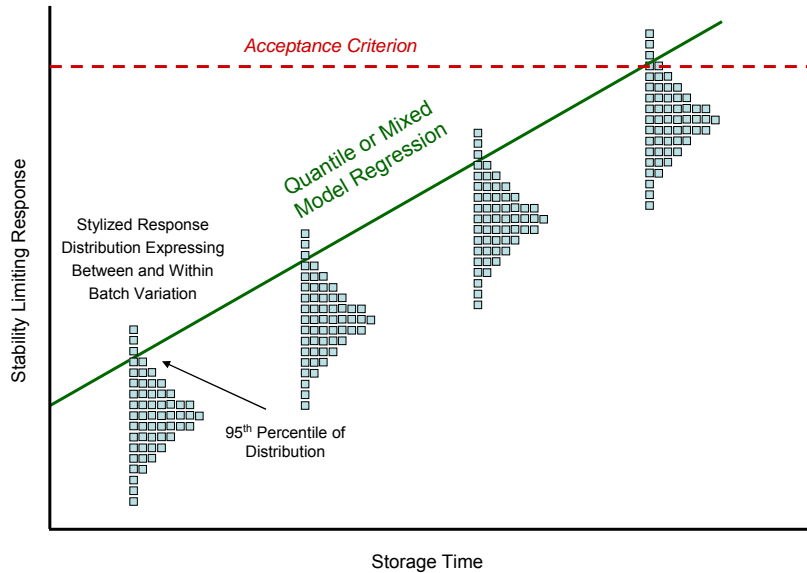 Acceptance Criterion
Quantile or Mixed
Model Regression
Stylized Response
Distribution Expressing
Between and Within
Batch Variation
95th Percentile of
Distribution
Stability Limiting Response
Storage Time